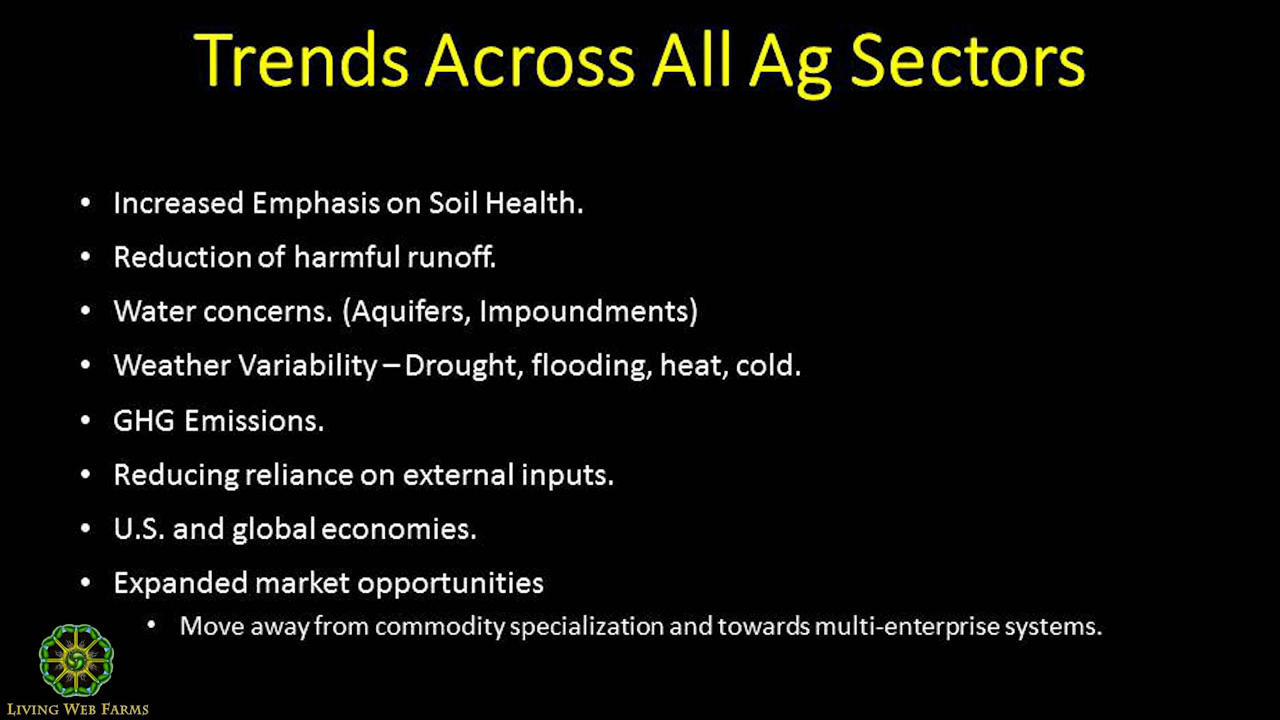 Trends Across All Ag Sectors
• Increased Emphasis on Soil Health.
• Reduction of harmful runoff.
• Water concerns. (Aquifers, Impoundments)
• Weather Variability – Drought, flooding, heat, cold.
• GHG Emissions.
• Reducing reliance on external inputs.
• U.S. and global economies.
• Expanded market opportunities
• Move away from commodity specialization and towards multi-enterprise systems.
LIVING WEB FARMS